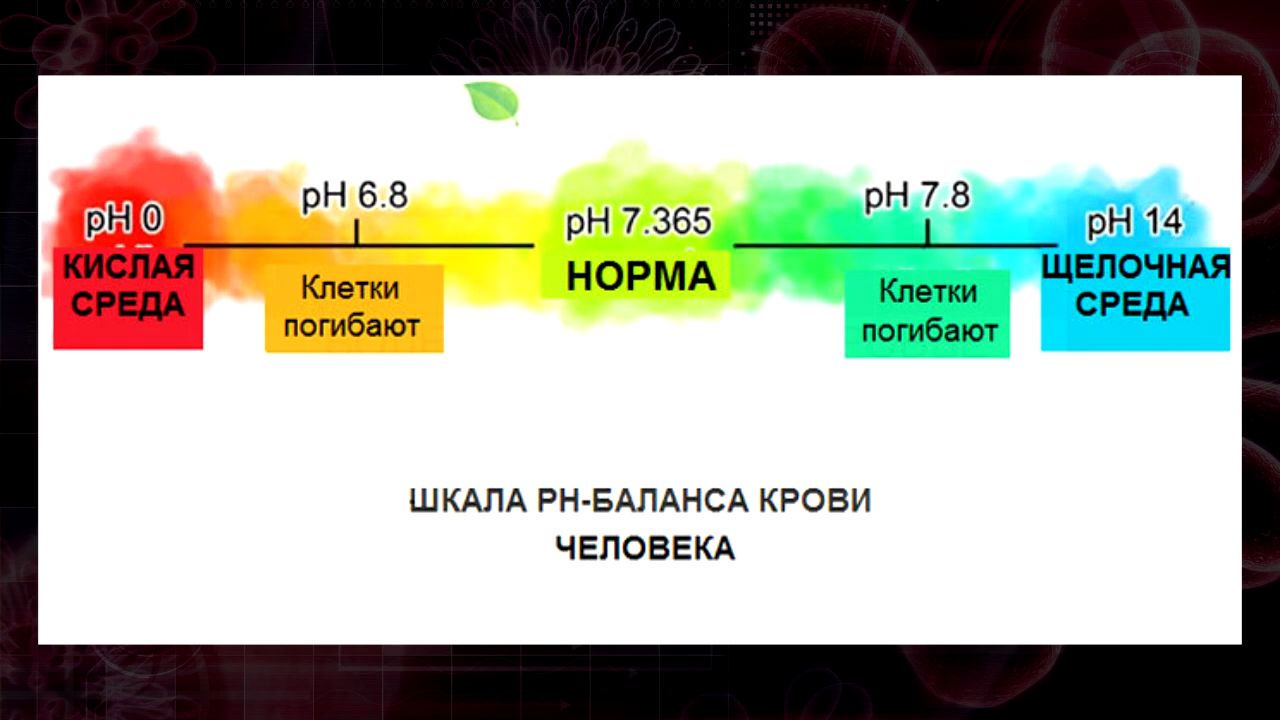 pH 0
КИСЛАЯ
СРЕДА
pH 6.8
Клетки
погибают
pH 7.365
НОРМА
pH 7.8
Клетки
погибают
pH 14
ЩЕЛОЧНАЯ
СРЕДА
ШКАЛА PH-БАЛАНСА КРОВИ
ЧЕЛОВЕКА